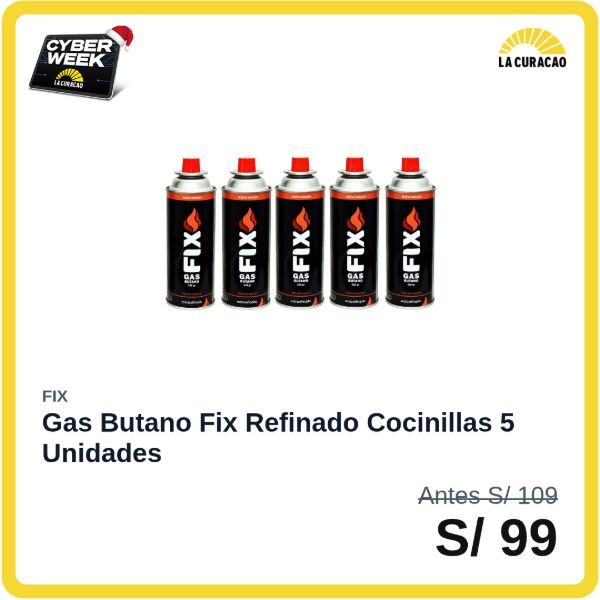 CYBER
WEEK
LA CURACAO
LA CURACAO
FIX
GAS
BUTANO
FIX
GAS
BUTANO
FIX
GAS
BUTANO
FIX
GAS
BUTANO
FIX
GAS
BUTANO
FIX
Gas Butano Fix Refinado Cocinillas 5
Unidades
Antes S/ 109
S/ 99